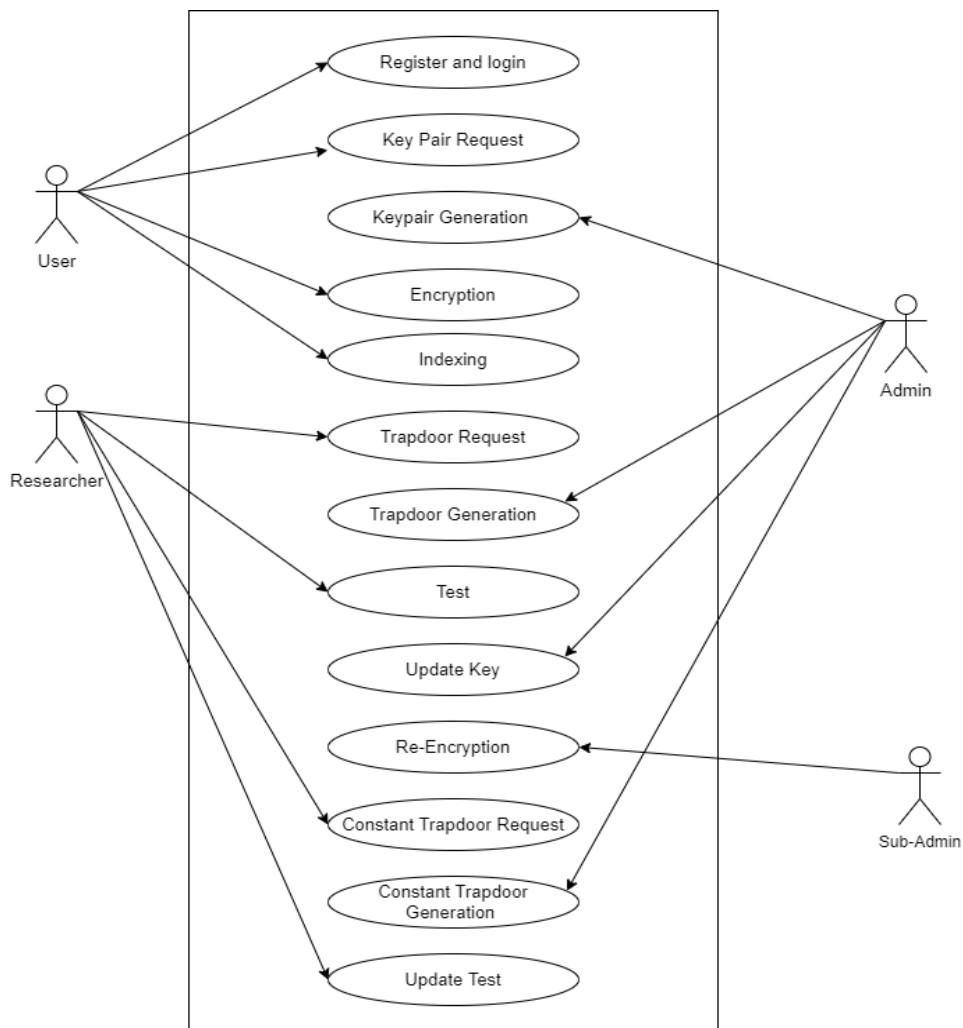 Register and login
Key Pair Request
Keypair Generation
User
Encryption
Indexing
Admin
Researcher
Trapdoor Request
Trapdoor Generation
Test
Update Key
Re-Encryption
Sub-Admin
Constant Trapdoor Request
Constant Trapdoor
Generation
Update Test